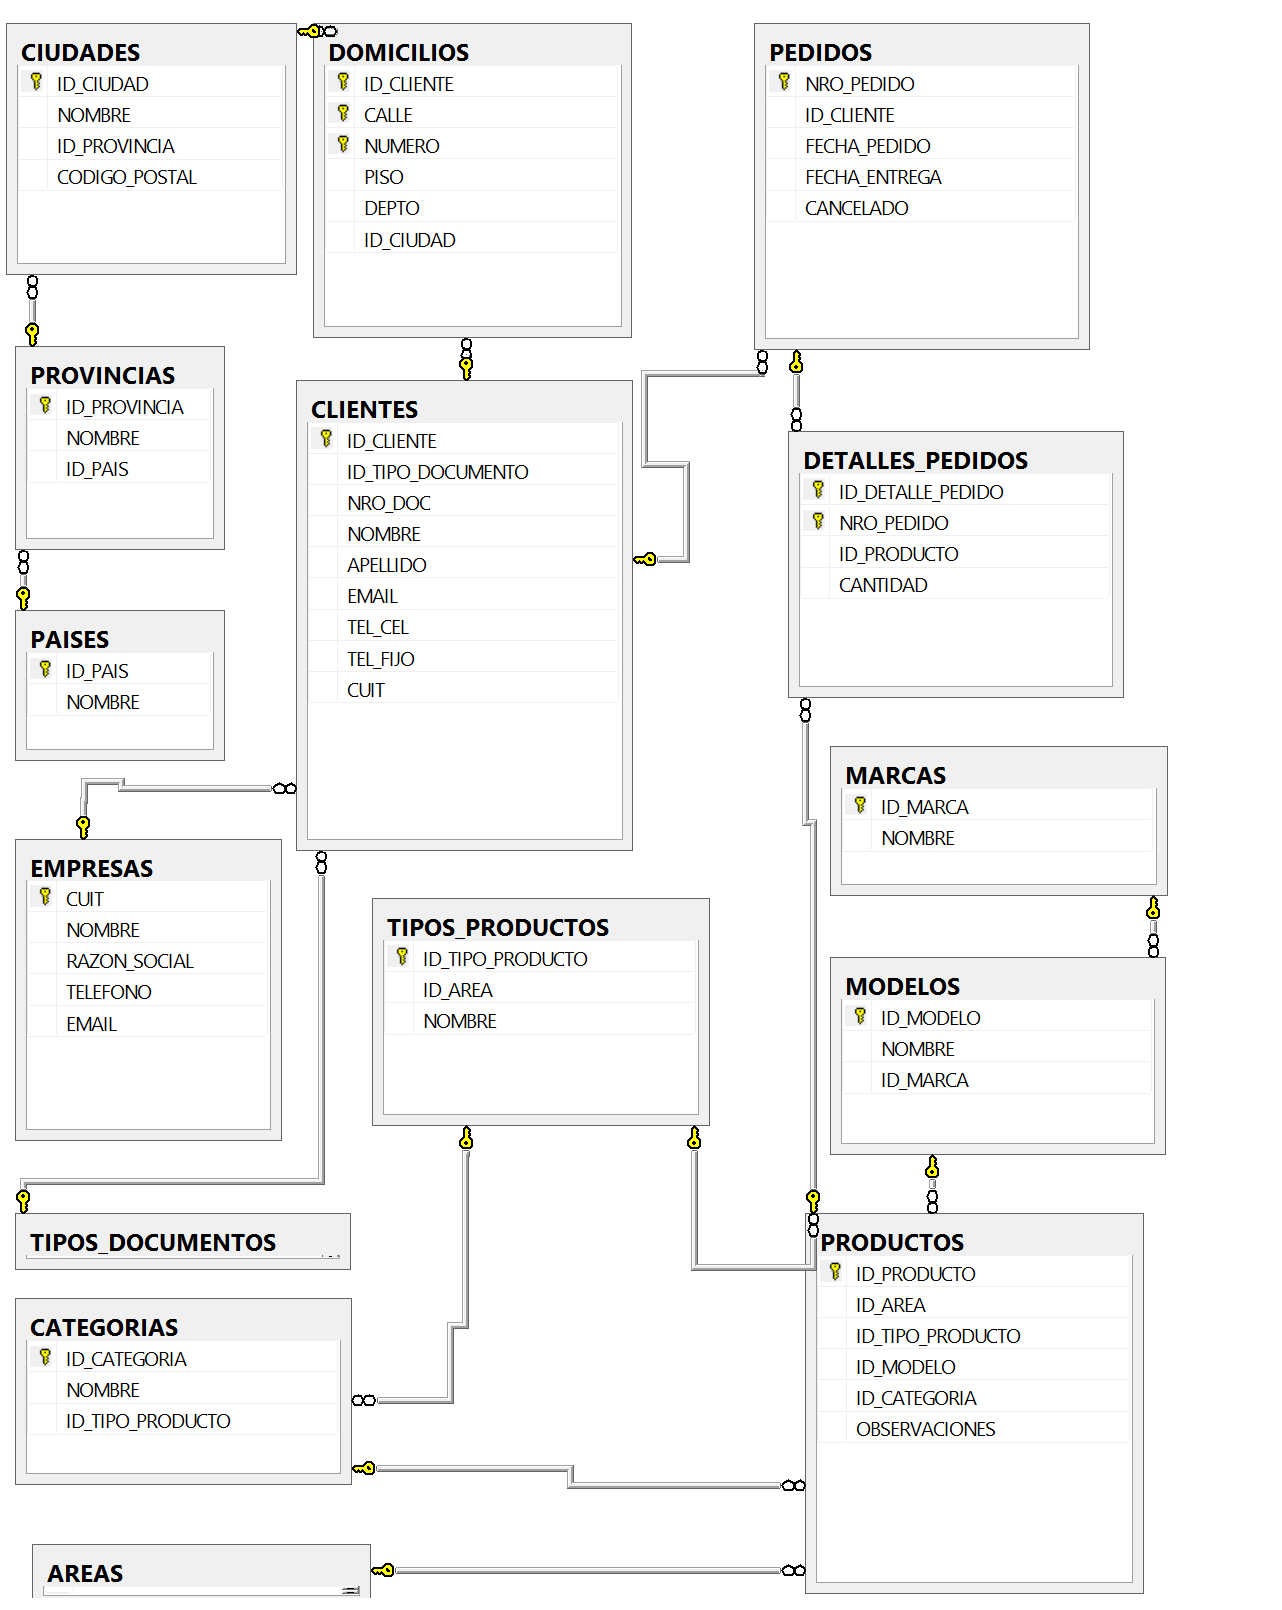 CIUDADES
ID_CIUDAD
NOMBRE
ID_PROVINCIA
CODIGO_POSTAL
DOMICILIOS
ID_CLIENTE
CALLE
NUMERO
PISO
DEPTO
ID_CIUDAD
PEDIDOS
NRO_PEDIDO
ID_CLIENTE
FECHA_PEDIDO
FECHA_ENTREGA
CANCELADO
PROVINCIAS
ID_PROVINCIA
NOMBRE
ID_PAIS
CLIENTES
ID_CLIENTE
ID_TIPO_DOCUMENTO
NRO_DOC
NOMBRE
APELLIDO
EMAIL
TEL_CEL
TEL_FIJO
CUIT
DETALLES_PEDIDOS
ID_DETALLE_PEDIDO
NRO_PEDIDO
ID_PRODUCTO
CANTIDAD
PAISES
ID_PAIS
NOMBRE
MARCAS
ID_MARCA
NOMBRE
EMPRESAS
CUIT
NOMBRE
RAZON_SOCIAL
TELEFONO
EMAIL
TIPOS_PRODUCTOS
ID_TIPO_PRODUCTO
ID_AREA
NOMBRE
MODELOS
ID_MODELO
NOMBRE
ID_MARCA
TIPOS_DOCUMENTOS
PRODUCTOS
ID_PRODUCTO
ID_AREA
ID_TIPO_PRODUCTO
ID_MODELO
ID_CATEGORIA
OBSERVACIONES
CATEGORIAS
ID_CATEGORIA
NOMBRE
ID_TIPO_PRODUCTO
AREAS